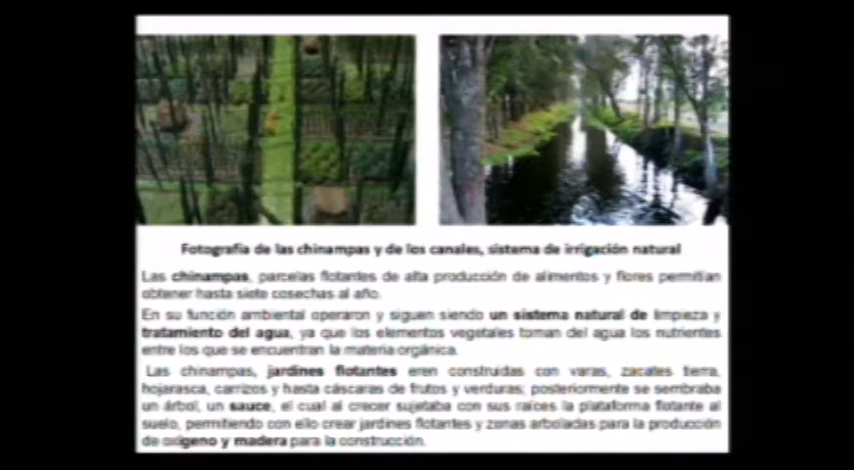 Fotografía de las chinampas y de los canales, sistema de irrigación natural
Las chinampas, parcelas flotantes de alta producción de alimentos y flores permitían
obtener hasta siete cosechas al año.
En su función ambiental operaron y siguen siendo un sistema natural de limpieza y
tratamiento del agua, ya que los elementos vegetales toman del agua los nutrientes
entre los que se encuentran la materia orgánica.
Las chinampas, jardines flotantes eren construidas con varas, zacates tierra,
hojarasca, carrizos y hasta cáscaras de frutos y verduras; posteriormente se sembraba
un árbol, un sauce, el cual al crecer sujetaba con sus raíces la plataforma flotante al
suelo, permitiendo con ello crear jardines flotantes y zonas arboladas para la producción
de oxígeno y madera para la construcción.